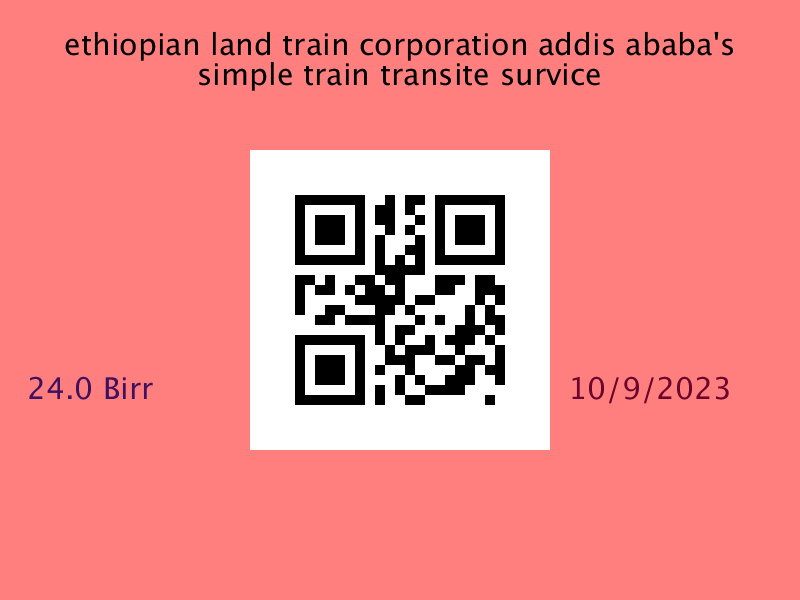 ethiopian land train corporation addis ababa's
simple train transite survice
24.0 Birr
10/9/2023